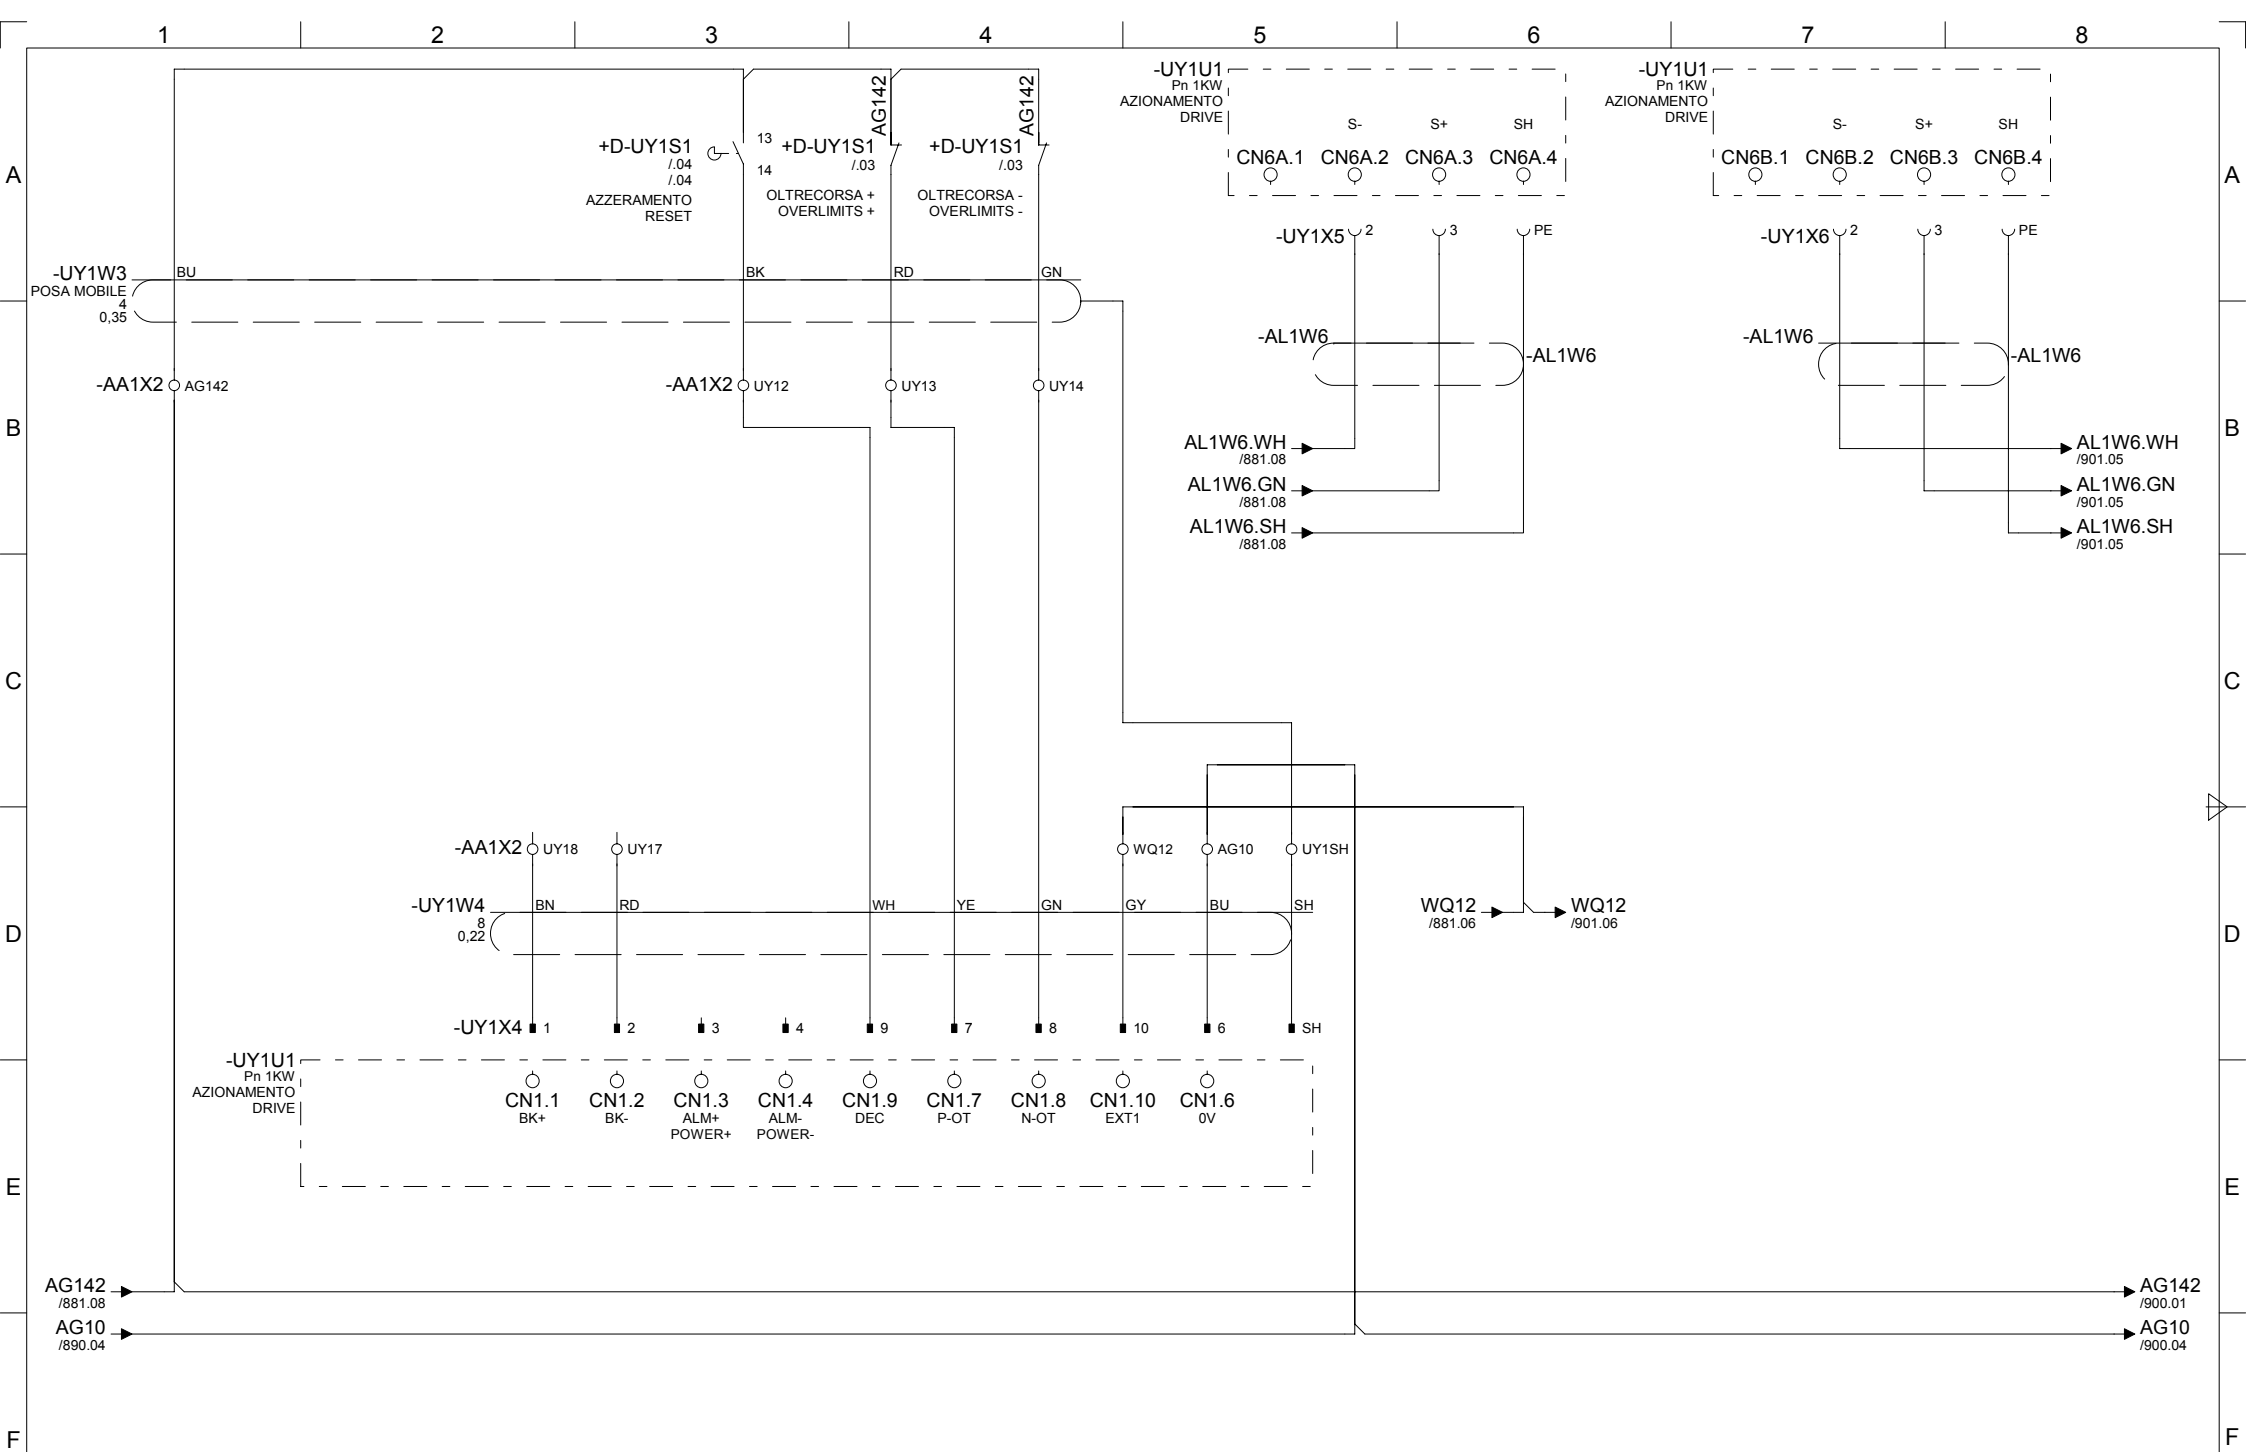 1 2 3 4 5 6 7 8
A A
B B
C C
D D
E E
F F
AG142
AG142
+D-UY1S1
/.04
/.04
AZZERAMENTO
RESET
13
14
+D-UY1S1
/.03
OLTRECORSA +
OVERLIMITS +
+D-UY1S1
/.03
OLTRECORSA -
OVERLIMITS -
-UY1U1
Pn 1KW
AZIONAMENTO
DRIVE
S- S+ SH
CN6A.1 CN6A.2 CN6A.3 CN6A.4
-UY1U1
Pn 1KW
AZIONAMENTO
DRIVE
S- S+ SH
CN6B.1 CN6B.2 CN6B.3 CN6B.4
-UY1X5 2 3 PE
-UY1X6 2 3 PE
-UY1W3
POSA MOBILE
4
0,35
BU BK RD GN
-AL1W6
-AL1W6
-AL1W6
-AL1W6
-AA1X2 AG142
-AA1X2 UY12 UY13 UY14
AL1W6.WH
/881.08
AL1W6.GN
/881.08
AL1W6.SH
/881.08
AL1W6.WH
/901.05
AL1W6.GN
/901.05
AL1W6.SH
/901.05
-AA1X2 UY18 UY17 WQ12 AG10 UY1SH
-UY1W4
8
0,22
BN RD WH YE GN GY BU SH
WQ12
/881.06
WQ12
/901.06
-UY1X4 1 2 3 4 9 7 8 10 6 SH
-UY1U1
Pn 1KW
AZIONAMENTO
DRIVE
CN1.1 CN1.2 CN1.3 CN1.4 CN1.9 CN1.7 CN1.8 CN1.10 CN1.6
BK+ BK- ALM+ ALM- DEC P-OT N-OT EXT1 0V
POWER+ POWER-
AG142
/881.08
AG10
/890.04
AG142
/900.01
AG10
/900.04